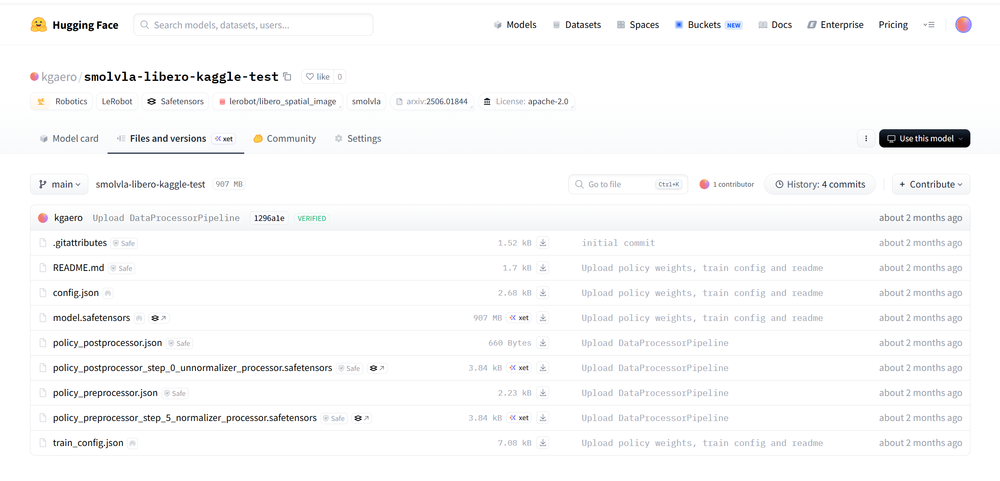 Hugging Face
Search models, datasets, users...
Models
Datasets
Spaces
Buckets NEW
Docs
Enterprise
Pricing
kgaero/smolvla-libero-kaggle-test
like 0
Robotics
LeRobot
Safetensors
lerobot/libero_spatial_image
smolvla
arxiv:2506.01844
License: apache-2.0
Model card
Files and versions xet
Community
Settings
Use this model
main
smolvla-libero-kaggle-test 907 MB
Go to file Ctrl+K
1 contributor
History: 4 commits
+ Contribute
kgaero Upload DataProcessorPipeline 1296a1e VERIFIED about 2 months ago
.gitattributes Safe 1.52 kB initial commit about 2 months ago
README.md Safe 1.7 kB Upload policy weights, train config and readme about 2 months ago
config.json 2.68 kB Upload policy weights, train config and readme about 2 months ago
model.safetensors 907 MB xet Upload policy weights, train config and readme about 2 months ago
policy_postprocessor.json Safe 660 Bytes Upload DataProcessorPipeline about 2 months ago
policy_postprocessor_step_0_unnormalizer_processor.safetensors Safe 3.84 kB xet Upload DataProcessorPipeline about 2 months ago
policy_preprocessor.json Safe 2.23 kB Upload DataProcessorPipeline about 2 months ago
policy_preprocessor_step_5_normalizer_processor.safetensors Safe 3.84 kB xet Upload DataProcessorPipeline about 2 months ago
train_config.json 7.08 kB Upload policy weights, train config and readme about 2 months ago